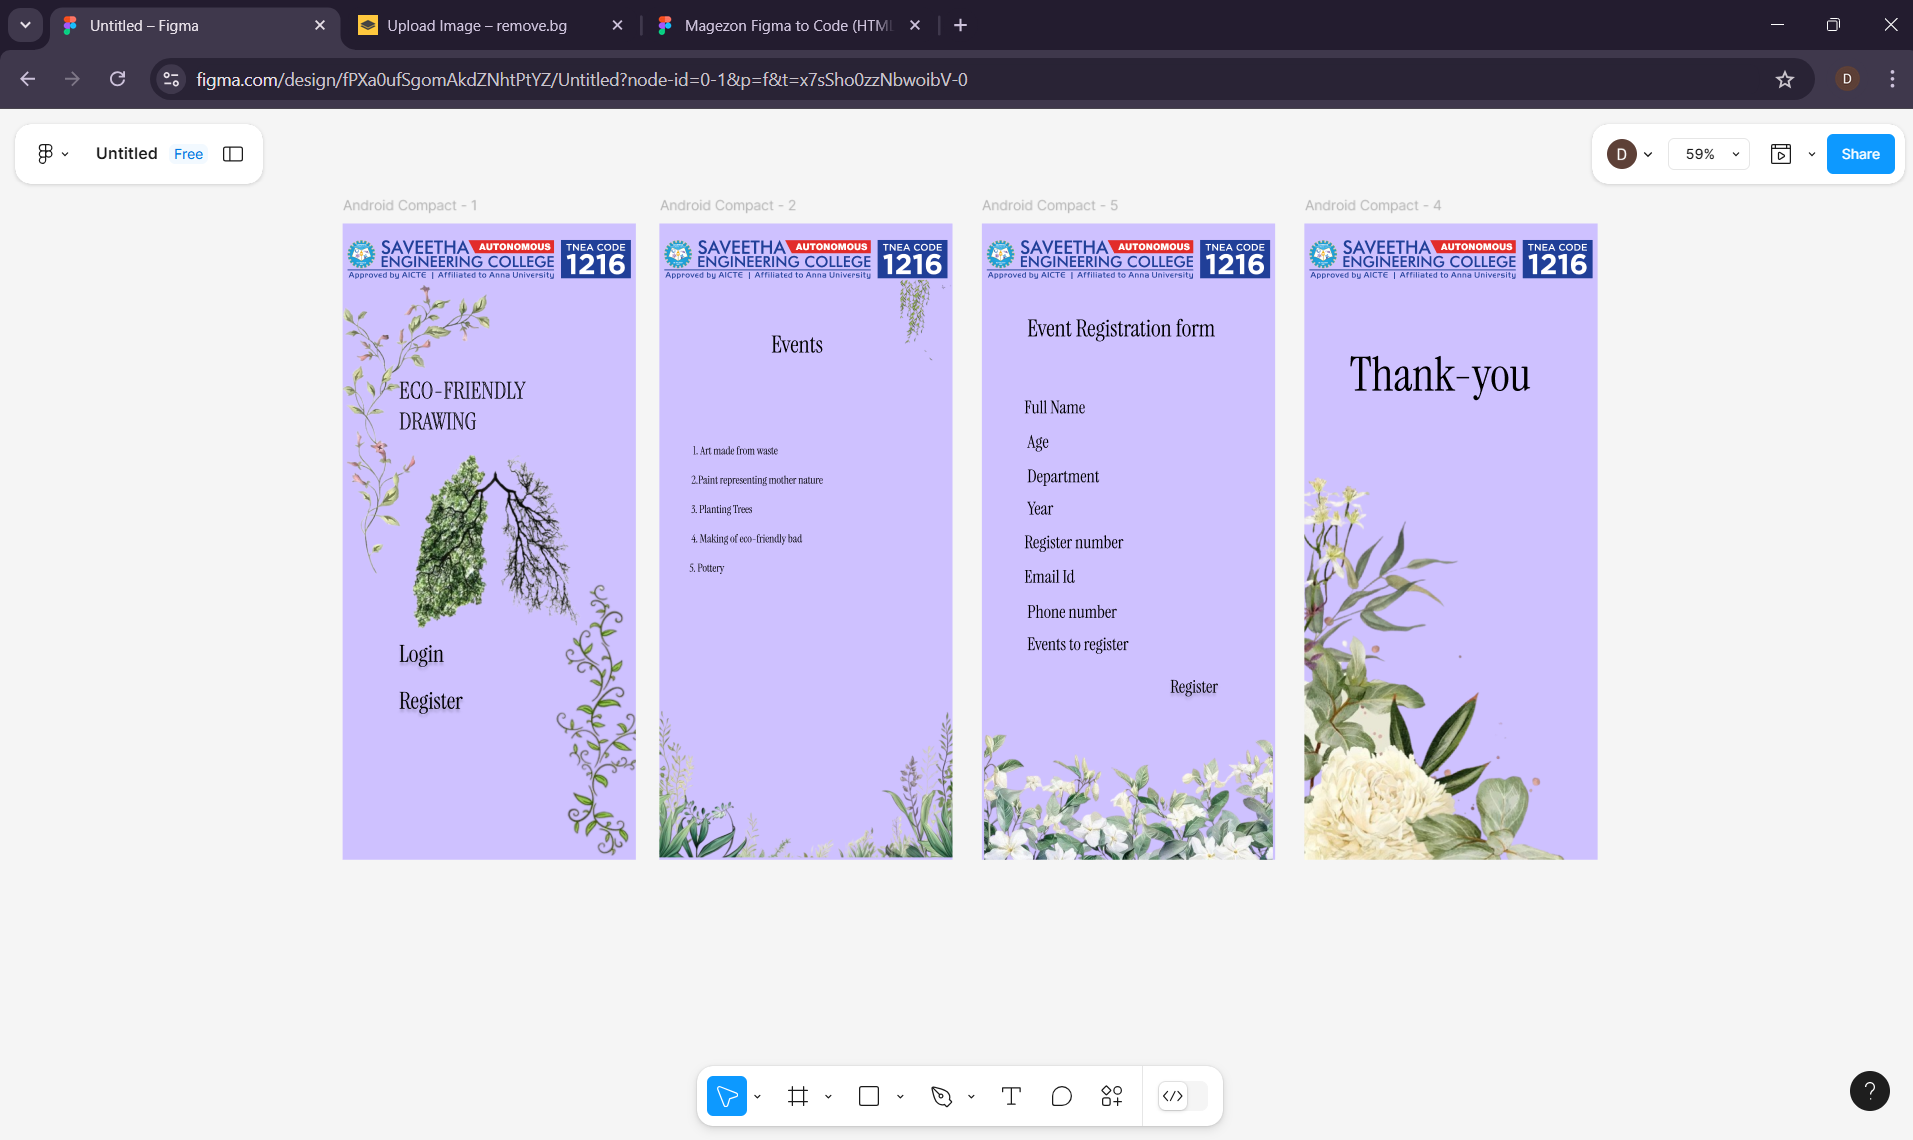 Untitled – Figma
Upload Image – remove.bg
Magezon Figma to Code (HTM
figma.com/design/fPXa0ufSgomAkdZNhtPtYZ/Untitled?node-id=0-1&p=f&t=x7sSho0zzNbwoibV-0
D
Untitled
Free
D
59%
Share
Android Compact - 1
SAVEETHA
AUTONOMOUS
ENGINEERING COLLEGE
Approved by AICTE | Affiliated to Anna University
TNEA CODE
1216
ECO-FRIENDLY
DRAWING
Login
Register
Android Compact - 2
SAVEETHA
AUTONOMOUS
ENGINEERING COLLEGE
Approved by AICTE | Affiliated to Anna University
TNEA CODE
1216
Events
1. Art made from waste
2.Paint representing mother nature
3. Planting Trees
4. Making of eco-friendly bad
5. Pottery
Android Compact - 5
SAVEETHA
AUTONOMOUS
ENGINEERING COLLEGE
Approved by AICTE | Affiliated to Anna University
TNEA CODE
1216
Event Registration form
Full Name
Age
Department
Year
Register number
Email Id
Phone number
Events to register
Register
Android Compact - 4
SAVEETHA
AUTONOMOUS
ENGINEERING COLLEGE
Approved by AICTE | Affiliated to Anna University
TNEA CODE
1216
Thank-you
?